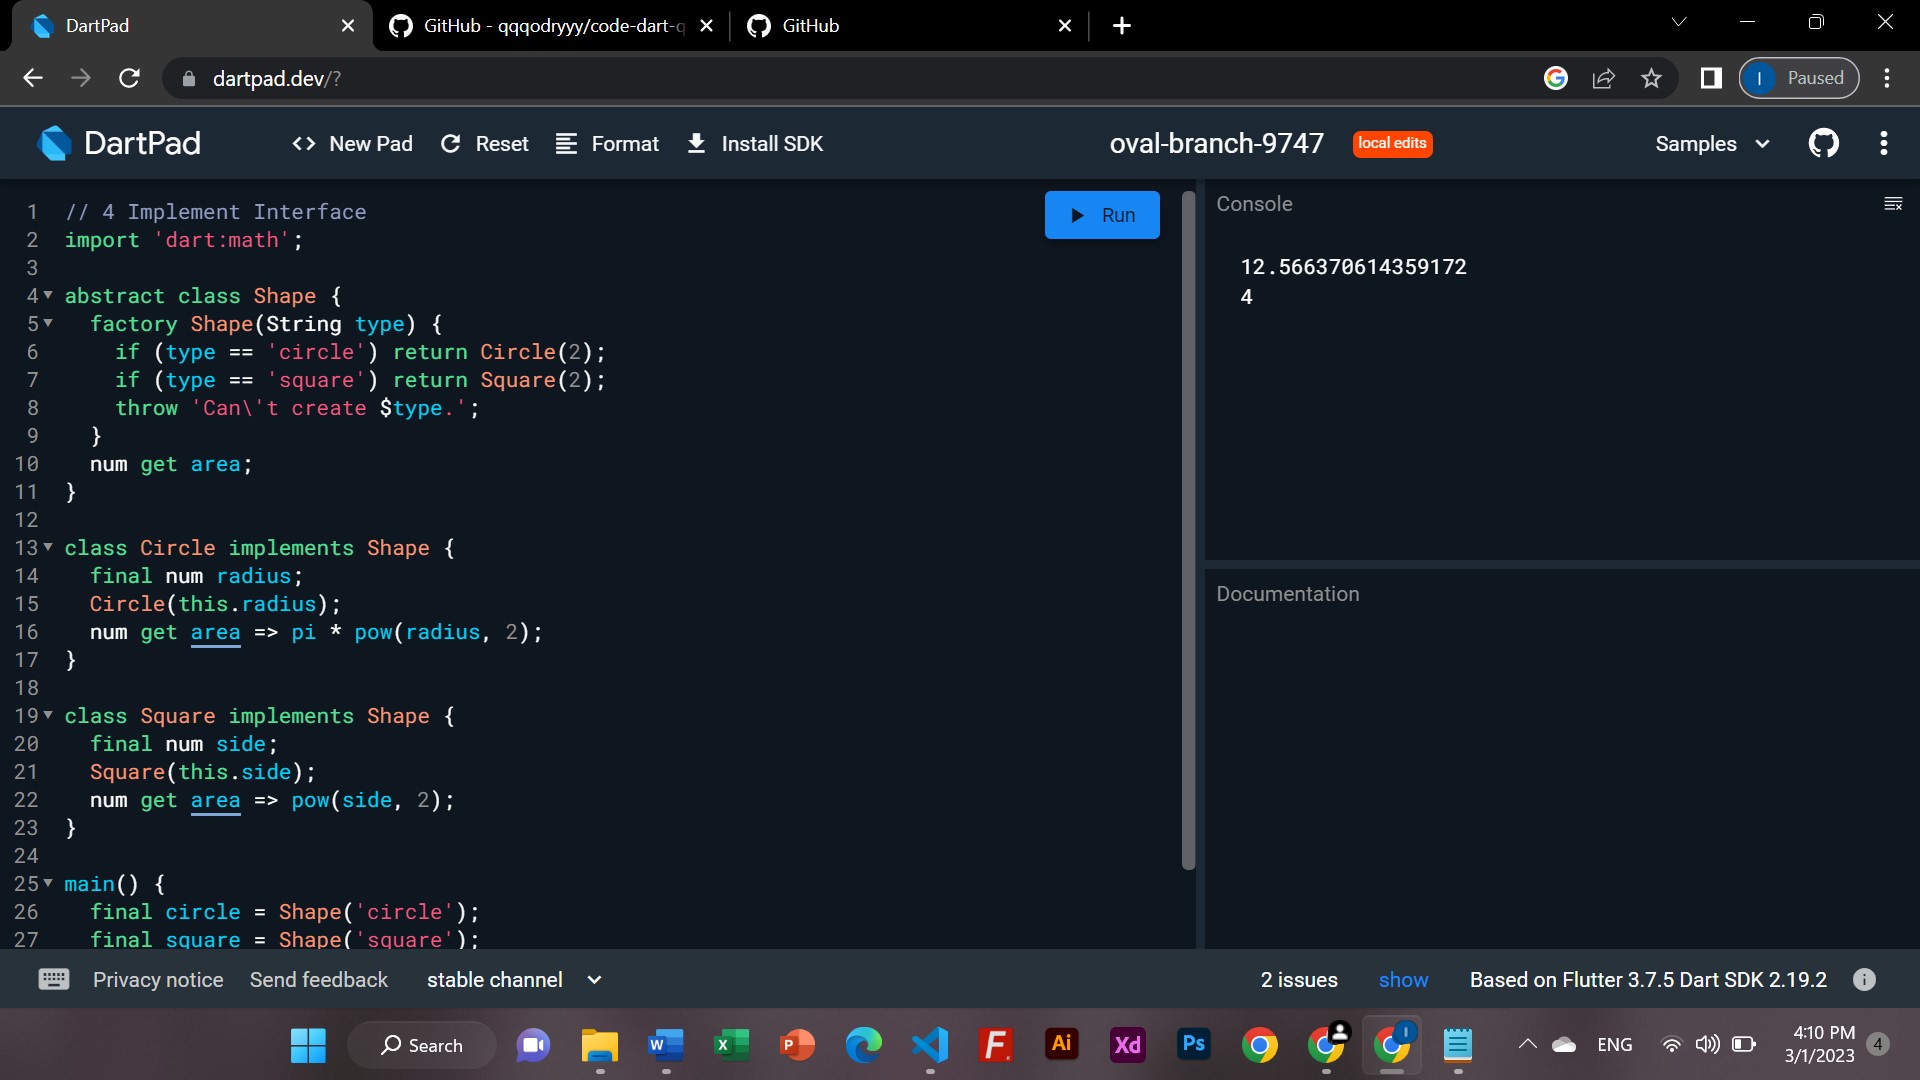 DartPad
GitHub - qqqodryyy/code-dart-q
GitHub
dartpad.dev/?
I
Paused
DartPad
<> New Pad
Reset
Format
Install SDK
oval-branch-9747
local edits
Samples
1 // 4 Implement Interface
2 import 'dart:math';
3
4 abstract class Shape {
5 factory Shape(String type) {
6 if (type == 'circle') return Circle(2);
7 if (type == 'square') return Square(2);
8 throw 'Can\'t create $type.';
9 }
10 num get area;
11 }
12
13 class Circle implements Shape {
14 final num radius;
15 Circle(this.radius);
16 num get area => pi * pow(radius, 2);
17 }
18
19 class Square implements Shape {
20 final num side;
21 Square(this.side);
22 num get area => pow(side, 2);
23 }
24
25 main() {
26 final circle = Shape('circle');
27 final square = Shape('square');
Run
Console
12.566370614359172
4
Documentation
Privacy notice
Send feedback
stable channel
2 issues
show
Based on Flutter 3.7.5 Dart SDK 2.19.2
Search
W
X
P
F
Ai
Xd
Ps
I
ENG
4:10 PM
3/1/2023
4